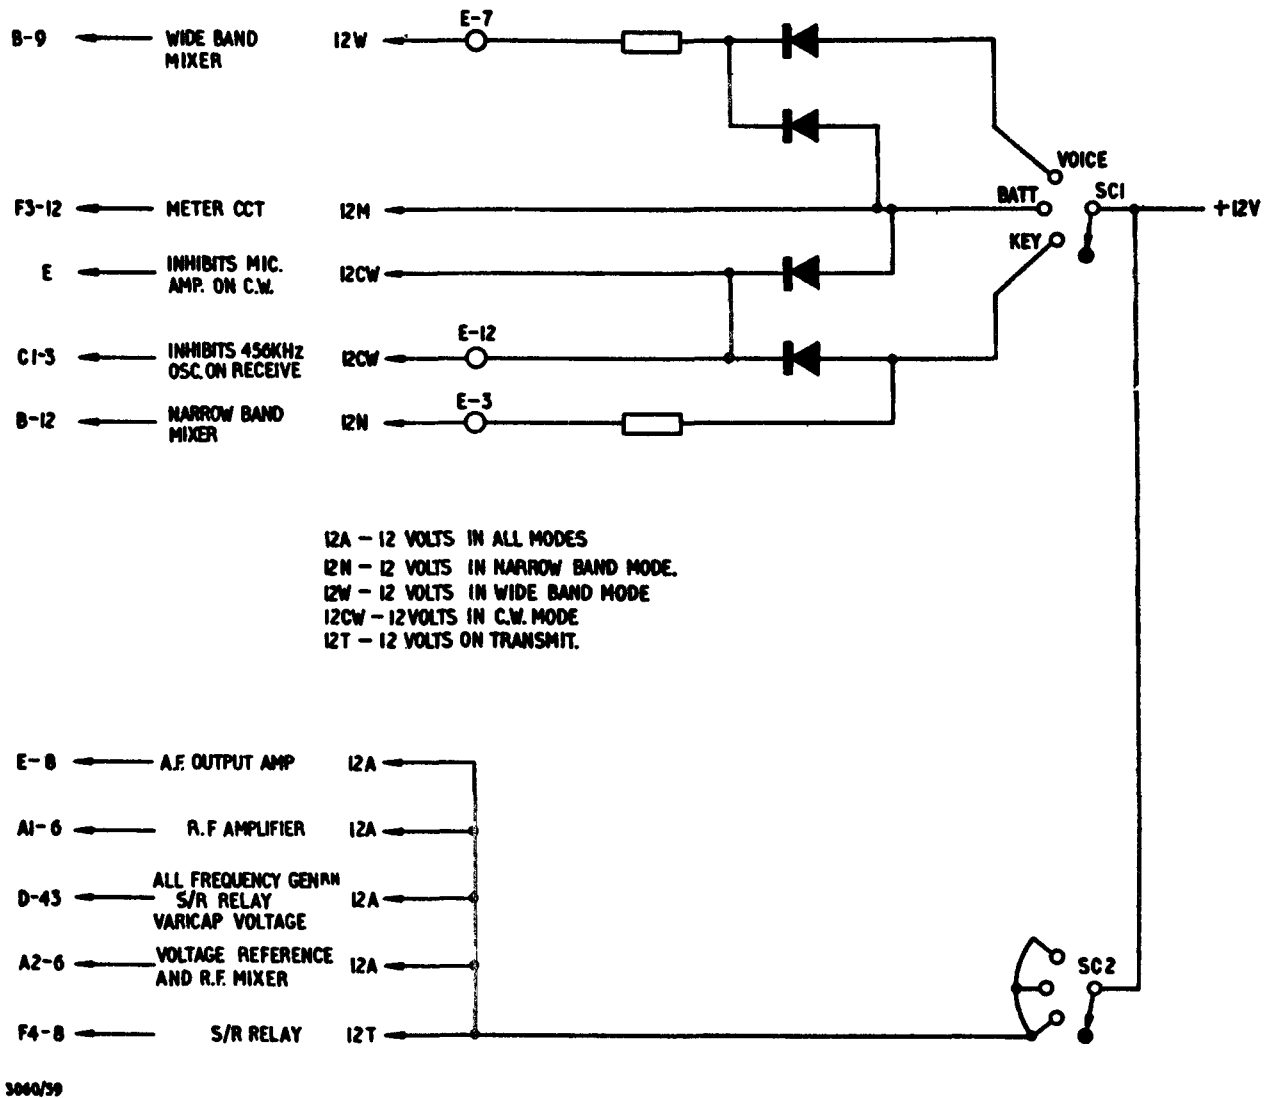 E-7
B-9 WIDE BAND 12W
MIXER
VOICE
BATT SC1
F3-12 METER CCT 12M +12V
KEY
E INHIBITS MIC. 12CW
AMP. ON C.W.
E-12
C1-3 INHIBITS 456KHz 12CW
OSC. ON RECEIVE
E-3
B-12 NARROW BAND 12N
MIXER
12A - 12 VOLTS IN ALL MODES
12N - 12 VOLTS IN NARROW BAND MODE.
12W - 12 VOLTS IN WIDE BAND MODE
12CW - 12 VOLTS IN C.W. MODE
12T - 12 VOLTS ON TRANSMIT.
E-8 A.F. OUTPUT AMP 12A
A1-6 R.F AMPLIFIER 12A
ALL FREQUENCY GENRN
D-43 S/R RELAY 12A
VARICAP VOLTAGE
A2-6 VOLTAGE REFERENCE 12A SC2
AND R.F. MIXER
F4-8 S/R RELAY 12T
3060/59